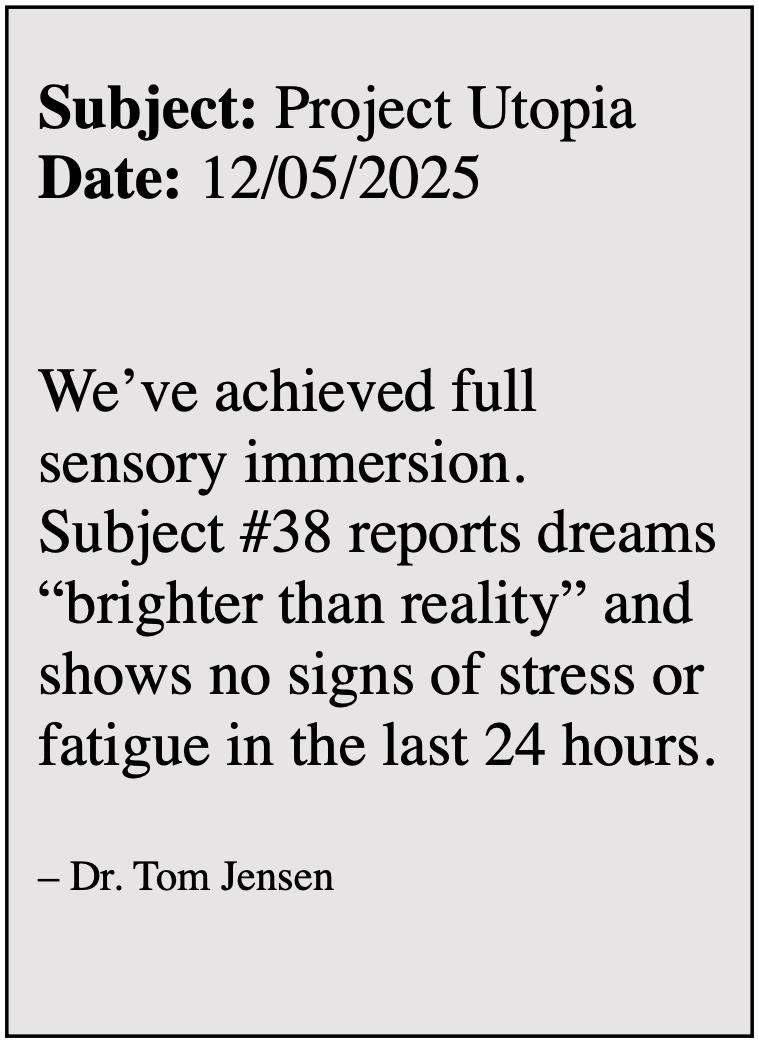 Subject: Project Utopia
Date: 12/05/2025
We’ve achieved full
sensory immersion.
Subject #38 reports dreams
“brighter than reality” and
shows no signs of stress or
fatigue in the last 24 hours.
– Dr. Tom Jensen